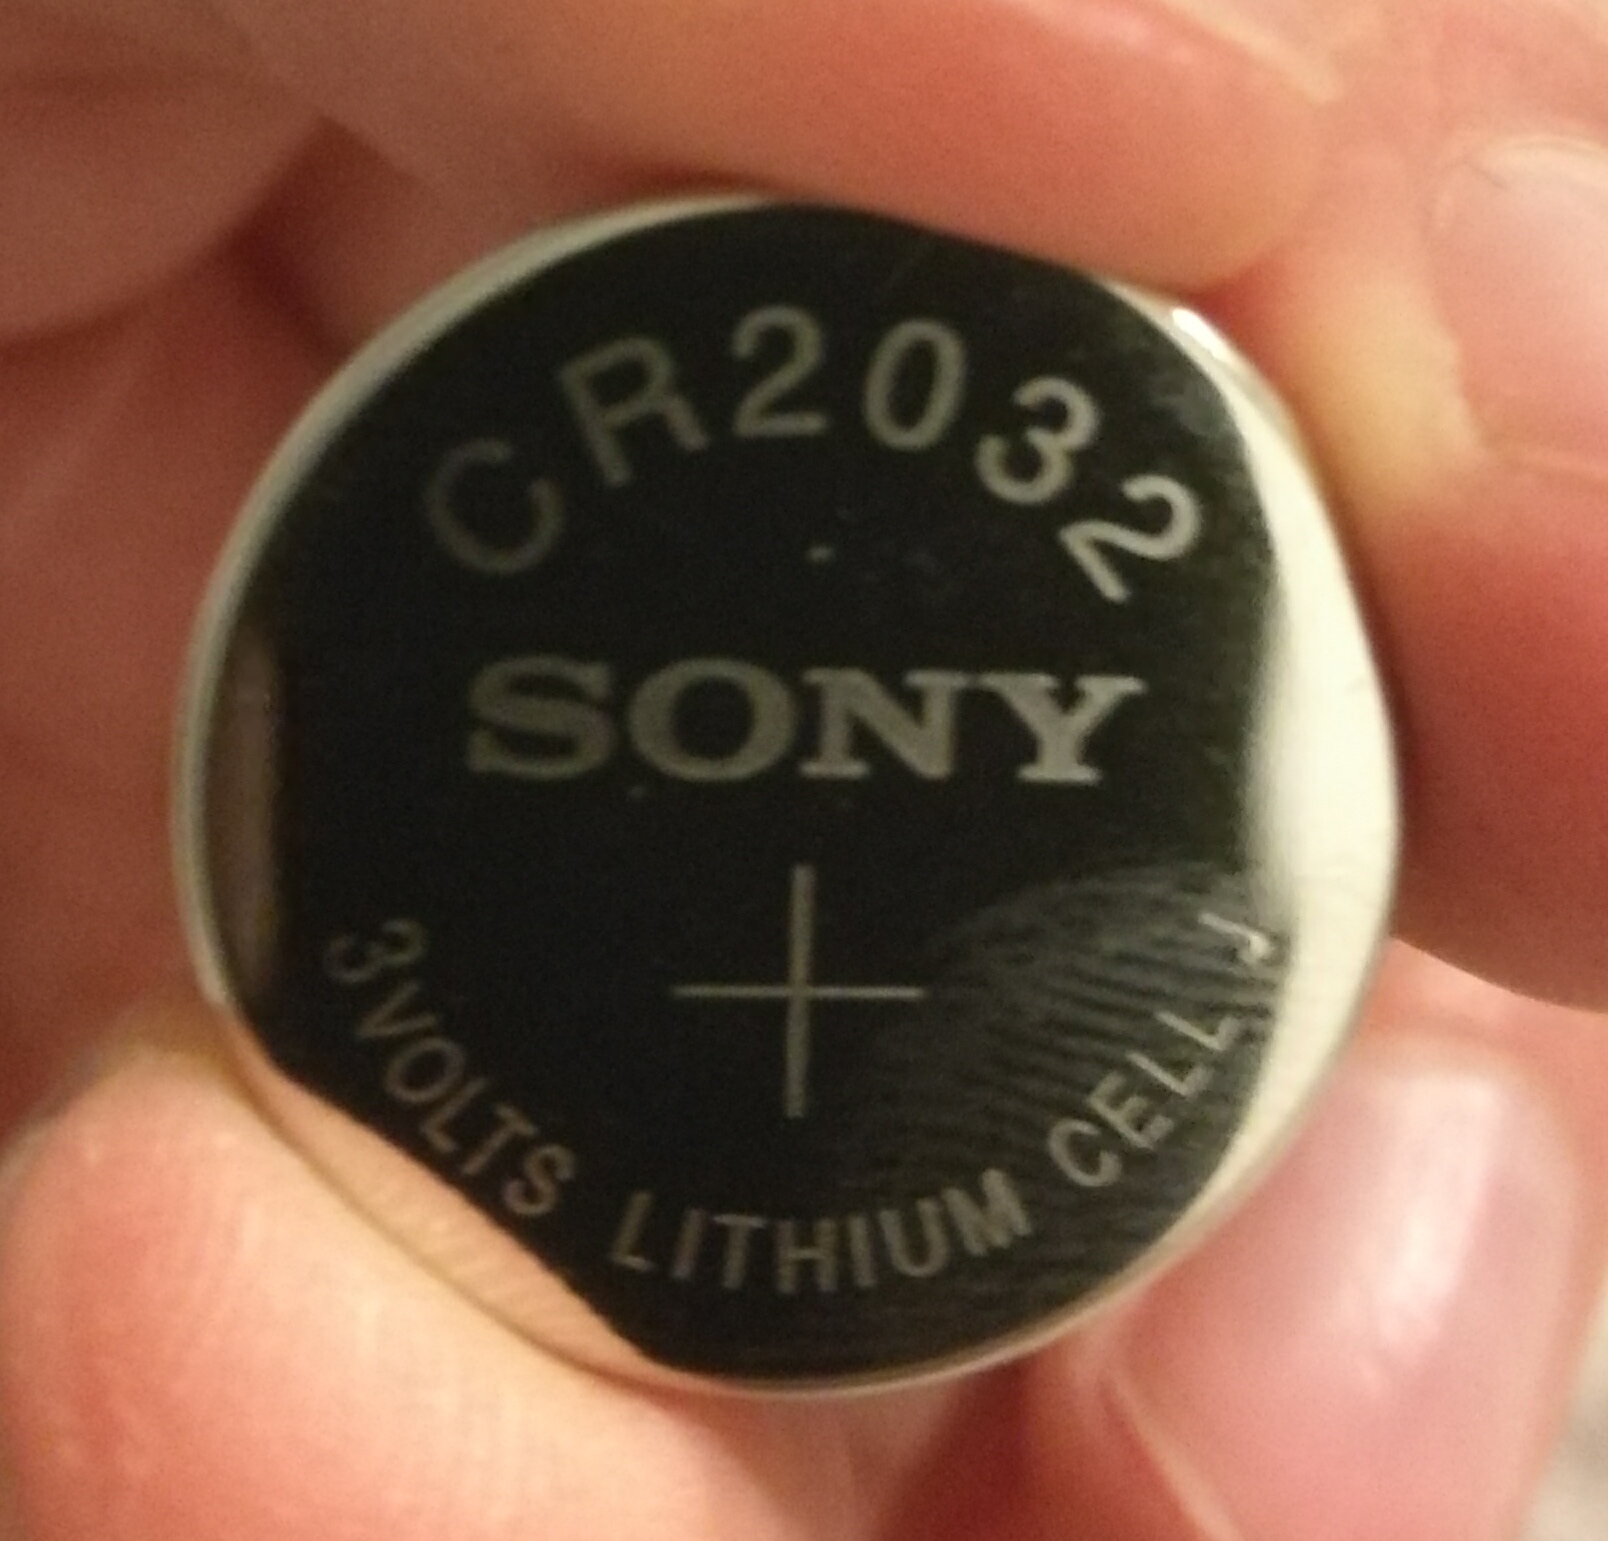 CR2032
SONY
+
3VOLTS LITHIUM CELL